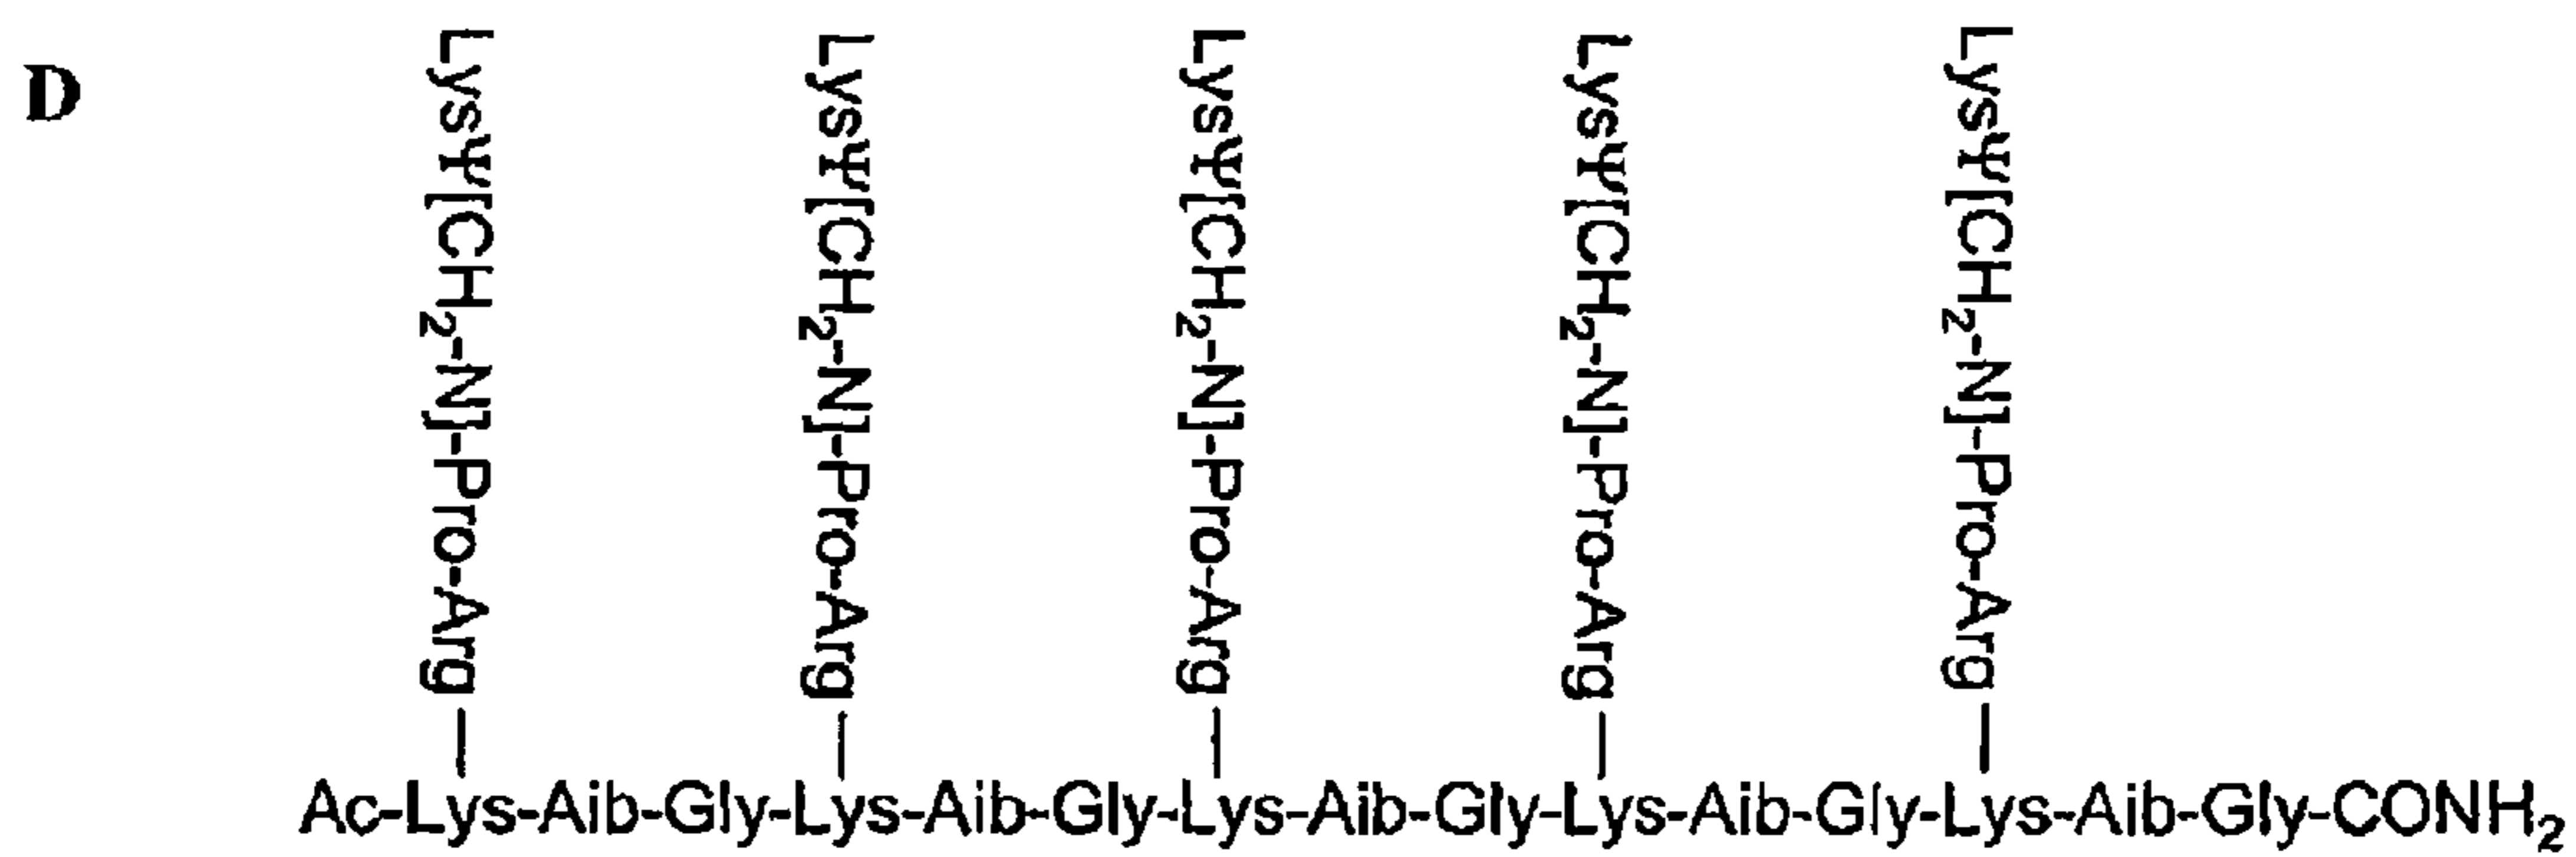 D
LysΨ[CH₂-N]-Pro-Arg
LysΨ[CH₂-N]-Pro-Arg
LysΨ[CH₂-N]-Pro-Arg
LysΨ[CH₂-N]-Pro-Arg
LysΨ[CH₂-N]-Pro-Arg
Ac-Lys-Aib-Gly-Lys-Aib-Gly-Lys-Aib-Gly-Lys-Aib-Gly-Lys-Aib-Gly-CONH₂